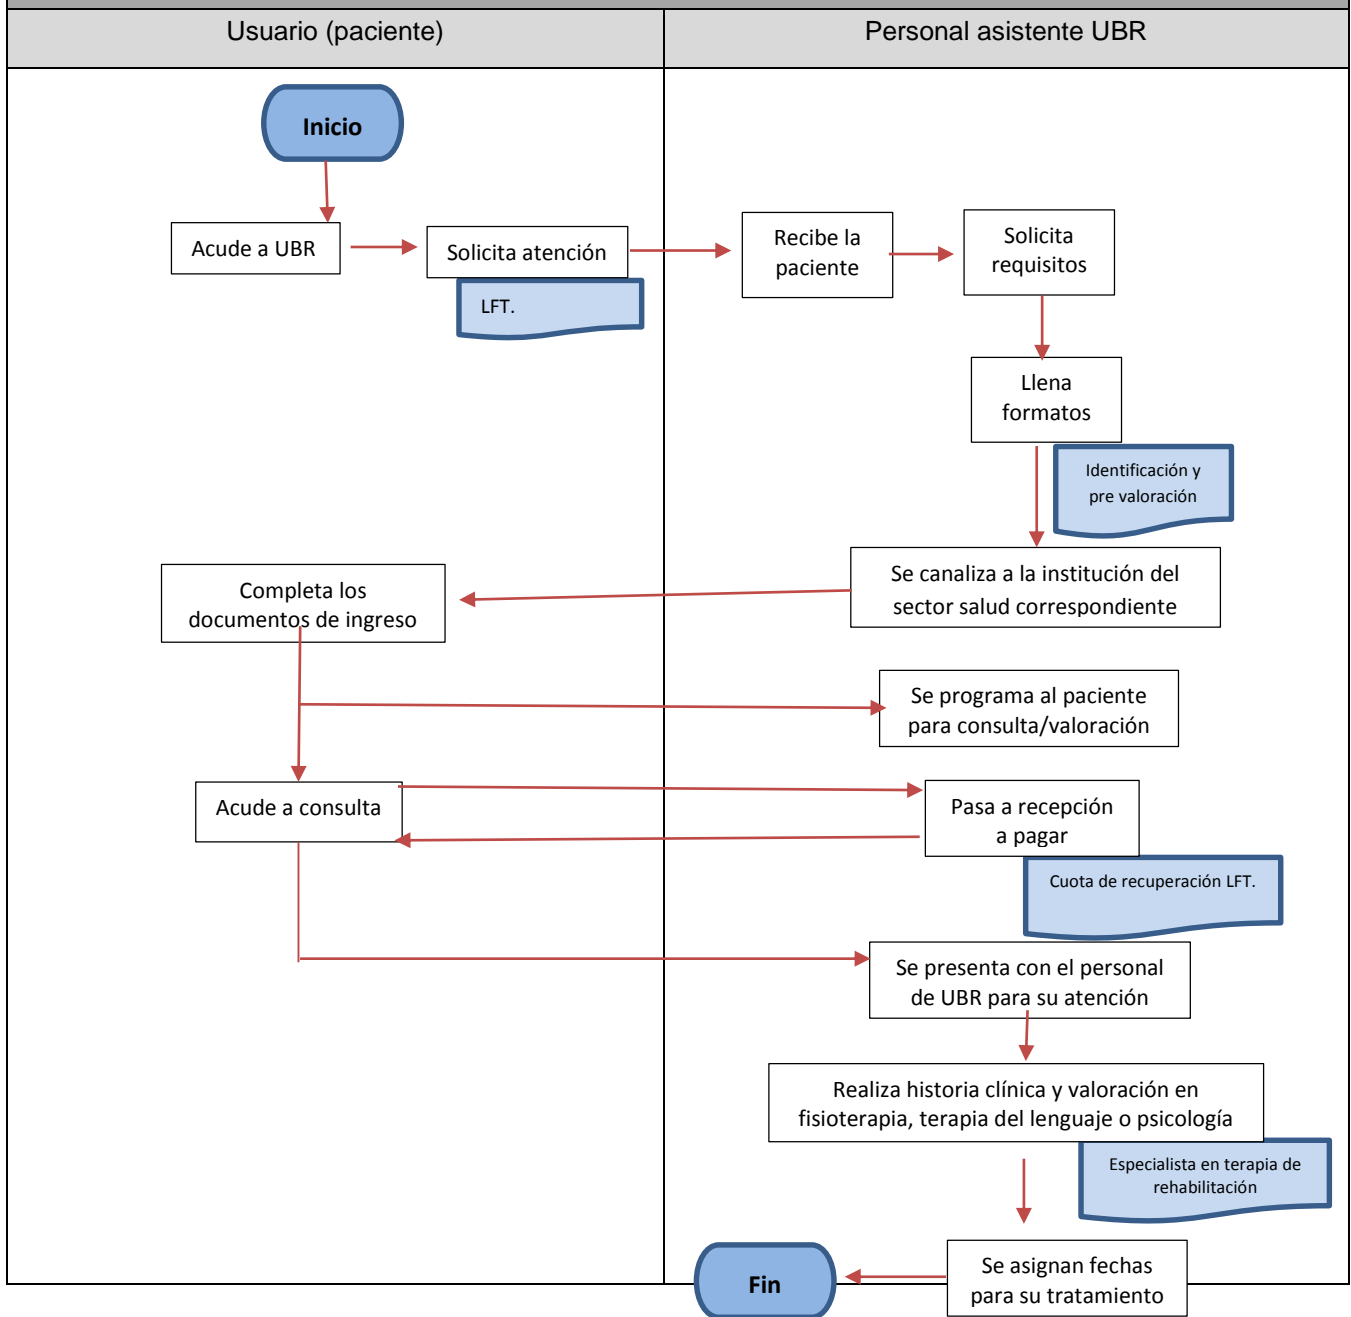 Usuario (paciente)
Personal asistente UBR
Inicio
Acude a UBR
Solicita atención
LFT.
Recibe la
paciente
Solicita
requisitos
Llena
formatos
Identificación y
pre valoración
Se canaliza a la institución del
sector salud correspondiente
Completa los
documentos de ingreso
Se programa al paciente
para consulta/valoración
Acude a consulta
Pasa a recepción
a pagar
Cuota de recuperación LFT.
Se presenta con el personal
de UBR para su atención
Realiza historia clínica y valoración en
fisioterapia, terapia del lenguaje o psicología
Especialista en terapia de
rehabilitación
Se asignan fechas
para su tratamiento
Fin